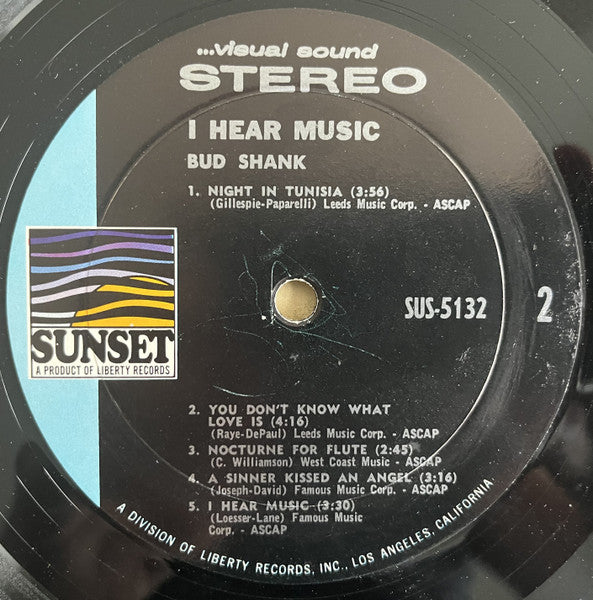 ...visual sound
STEREO
I HEAR MUSIC
BUD SHANK
1. NIGHT IN TUNISIA (3:56)
(Gillespie-Paparelli) Leeds Music Corp. - ASCAP
SUNSET
A PRODUCT OF LIBERTY RECORDS
SUS-5132
2
2. YOU DON'T KNOW WHAT
LOVE IS (4:16)
(Raye-DePaul) Leeds Music Corp. - ASCAP
3. NOCTURNE FOR FLUTE (2:45)
(C. Williamson) West Coast Music - ASCAP
4. A SINNER KISSED AN ANGEL (3:16)
(Joseph-David) Famous Music Corp. - ASCAP
5. I HEAR MUSIC (3:30)
(Loesser-Lane) Famous Music
Corp. - ASCAP
A DIVISION OF LIBERTY RECORDS, INC., LOS ANGELES, CALIFORNIA